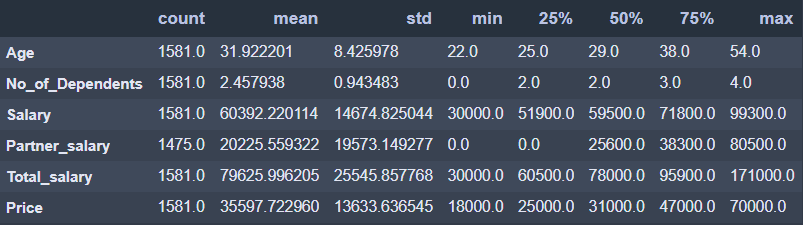 count mean std min 25% 50% 75% max
Age 1581.0 31.922201 8.425978 22.0 25.0 29.0 38.0 54.0
No_of_Dependents 1581.0 2.457938 0.943483 0.0 2.0 2.0 3.0 4.0
Salary 1581.0 60392.220114 14674.825044 30000.0 51900.0 59500.0 71800.0 99300.0
Partner_salary 1475.0 20225.559322 19573.149277 0.0 0.0 25600.0 38300.0 80500.0
Total_salary 1581.0 79625.996205 25545.857768 30000.0 60500.0 78000.0 95900.0 171000.0
Price 1581.0 35597.722960 13633.636545 18000.0 25000.0 31000.0 47000.0 70000.0